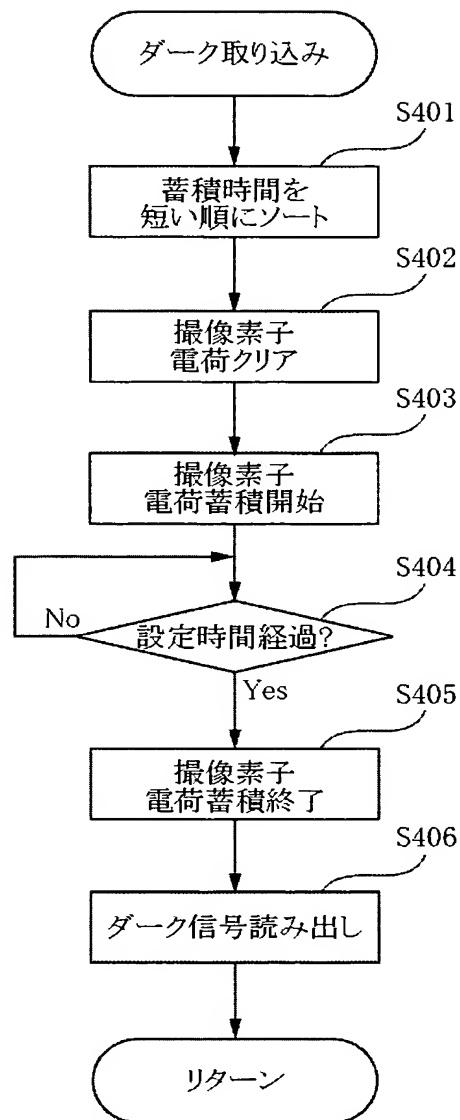 ダーク取り込み
S401
蓄積時間を
短い順にソート
S402
撮像素子
電荷クリア
S403
撮像素子
電荷蓄積開始
S404
設定時間経過?
No
Yes
S405
撮像素子
電荷蓄積終了
S406
ダーク信号読み出し
リターン